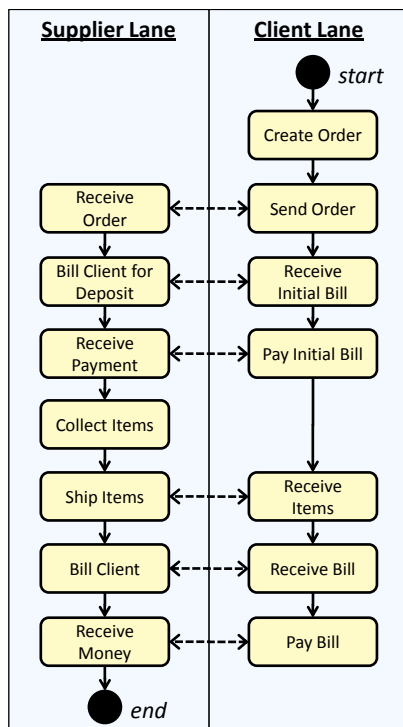 Supplier Lane
Client Lane
start
Create Order
Receive
Order
Send Order
Bill Client for
Deposit
Receive
Initial Bill
Receive
Payment
Pay Initial Bill
Collect Items
Ship Items
Receive
Items
Bill Client
Receive Bill
Receive
Money
Pay Bill
end